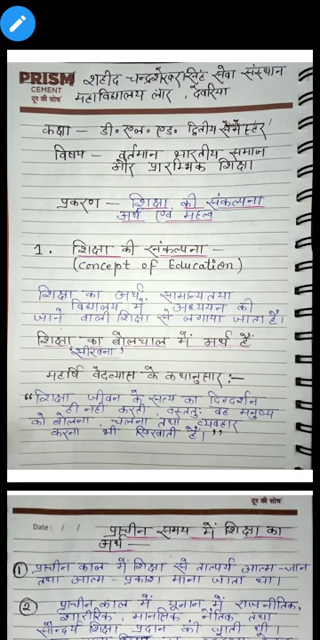 PRISM
CEMENT
दूर की सोच
शहीद चन्द्रशेखर सिंह सेवा संस्थान
महाविद्यालय लार, देवरिया
कक्षा — डी॰ एल॰ एड॰ द्वितीय सेमेस्टर
विषय — वर्तमान भारतीय समाज
और प्रारम्भिक शिक्षा
प्रकरण — शिक्षा की संकल्पना
अर्थ एवं महत्व
1. शिक्षा की संकल्पना —
(Concept of Education)
शिक्षा का अर्थ सामान्यतया
विद्यालय में अध्ययन की
जाने वाली शिक्षा से लगाया जाता है।
शिक्षा का बोलचाल में अर्थ है
'सीखना'
महर्षि वेदव्यास के कथानुसार :-
"शिक्षा जीवन के सत्य का दिग्दर्शन
ही नहीं करती, वस्तुतः वह मनुष्य
को बोलना, चालना तथा व्यवहार
करना भी सिखाती है।"
दूर की सोच
Date: / /
प्राचीन समय में शिक्षा का
अर्थ —
① प्राचीन काल में शिक्षा से तात्पर्य आत्म-ज्ञान
तथा आत्म-प्रकाश माना जाता था।
② प्राचीन काल में यूनान में राजनीतिक,
शारीरिक, मानसिक, नैतिक तथा
सौन्दर्य शिक्षा प्रदान की जाती थी।